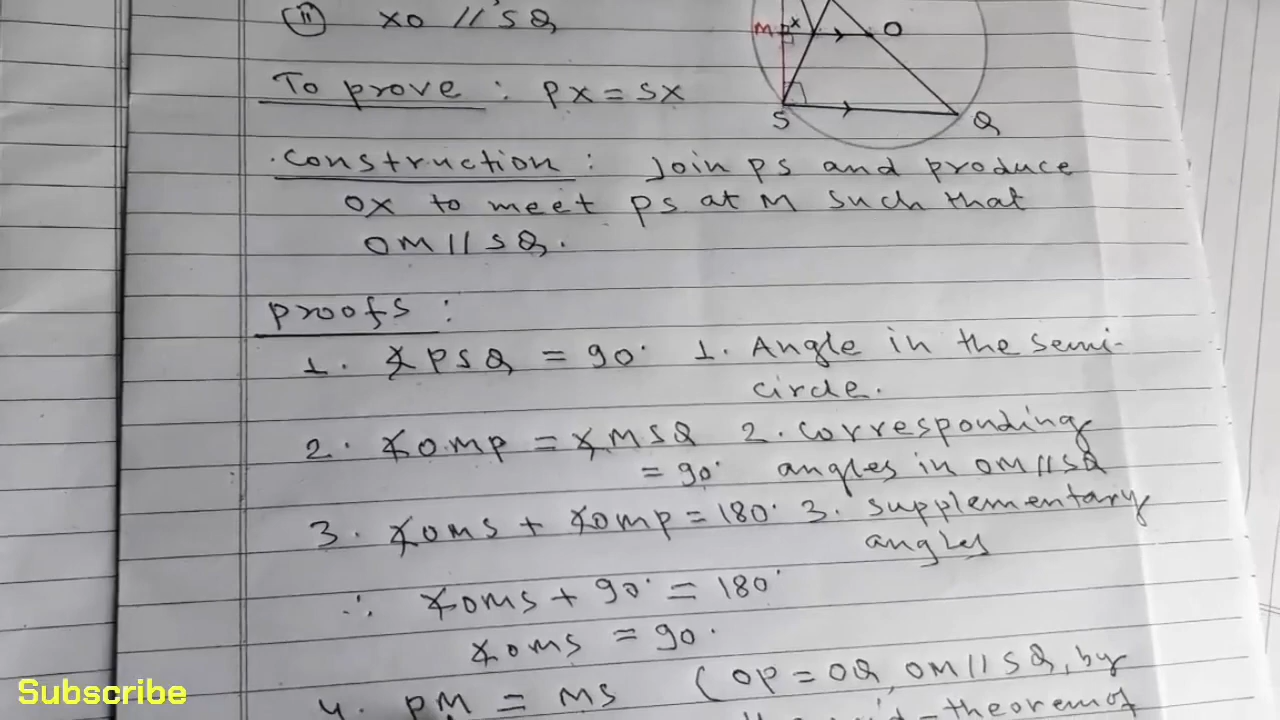 (ii) XO // SQ
M x O
To prove : PX = SX
S Q
Construction : Join PS and produce
OX to meet PS at M such that
OM // SQ.
Proofs :
1. ∡PSQ = 90° 1. Angle in the semi-
circle.
2. ∡OMP = ∡MSQ 2. Corresponding
= 90° angles in OM//SQ
3. ∡OMS + ∡OMP = 180° 3. supplementary
angles
∴ ∡OMS + 90° = 180°
∡OMS = 90°
4. PM = MS (OP = OQ, OM // SQ, by
- theorem of
Subscribe